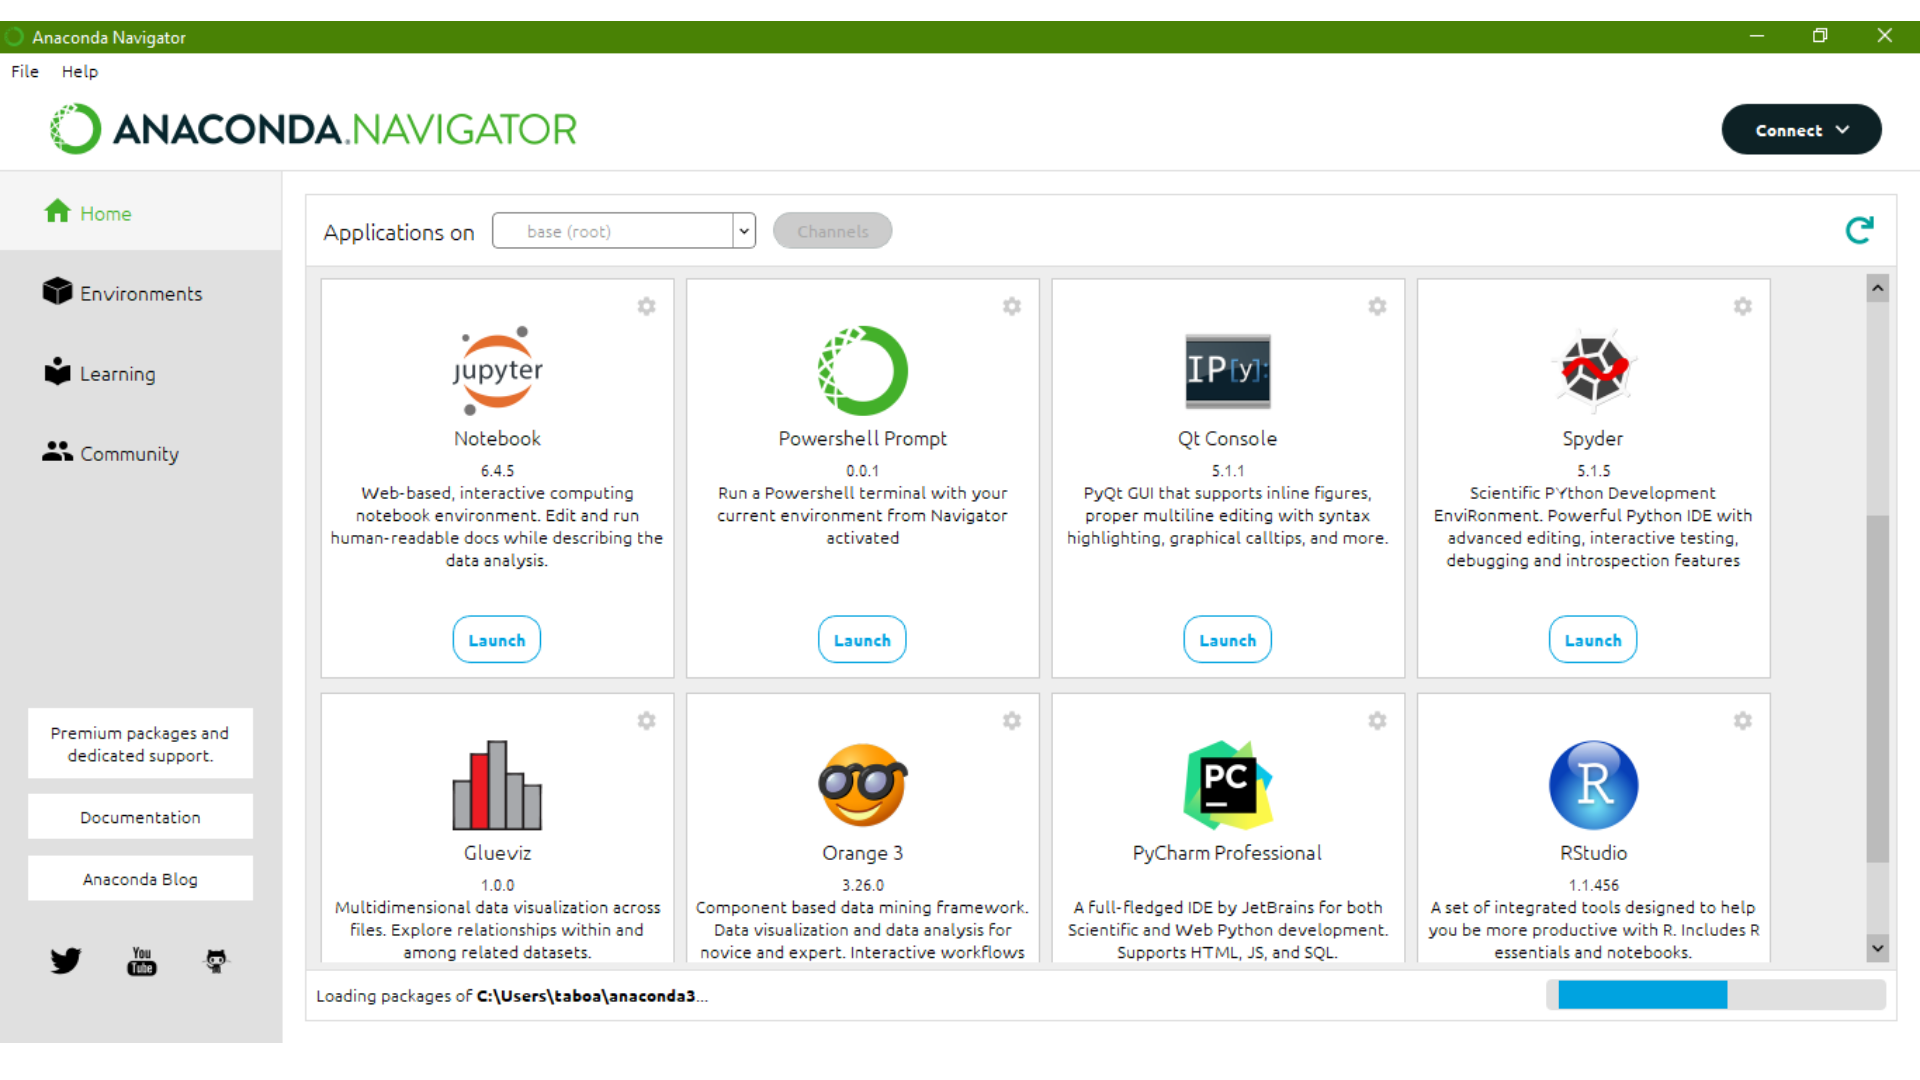 Anaconda Navigator
File Help
ANACONDA.NAVIGATOR
Connect
Home
Environments
Learning
Community
Premium packages and
dedicated support.
Documentation
Anaconda Blog
You
Tube
Applications on base (root) Channels
jupyter
Notebook
6.4.5
Web-based, interactive computing
notebook environment. Edit and run
human-readable docs while describing the
data analysis.
Launch
Powershell Prompt
0.0.1
Run a Powershell terminal with your
current environment from Navigator
activated
Launch
IP[y]:
Qt Console
5.1.1
PyQt GUI that supports inline figures,
proper multiline editing with syntax
highlighting, graphical calltips, and more.
Launch
Spyder
5.1.5
Scientific PYthon Development
EnviRonment. Powerful Python IDE with
advanced editing, interactive testing,
debugging and introspection features
Launch
Glueviz
1.0.0
Multidimensional data visualization across
files. Explore relationships within and
among related datasets.
Orange 3
3.26.0
Component based data mining framework.
Data visualization and data analysis for
novice and expert. Interactive workflows
PC
PyCharm Professional
A full-fledged IDE by JetBrains for both
Scientific and Web Python development.
Supports HTML, JS, and SQL.
R
RStudio
1.1.456
A set of integrated tools designed to help
you be more productive with R. Includes R
essentials and notebooks.
Loading packages of C:\Users\taboa\anaconda3...